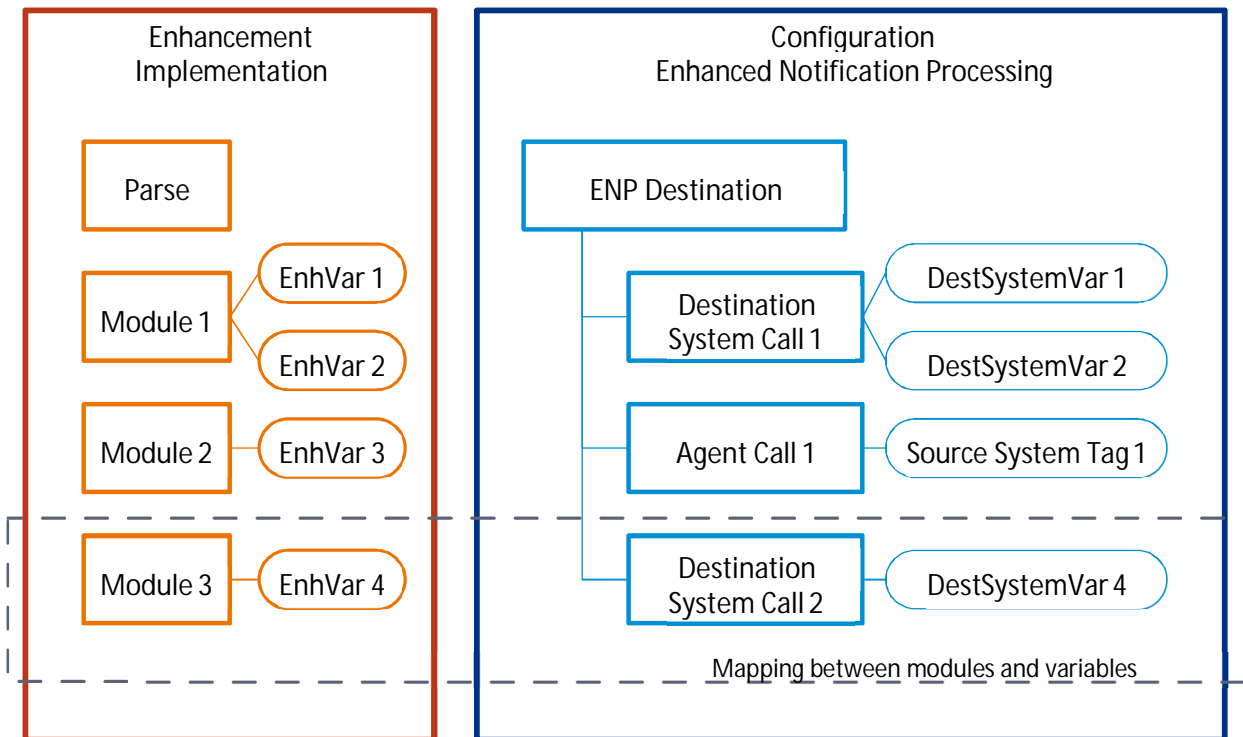 Enhancement
Implementation
Parse
Module 1
EnhVar 1
EnhVar 2
Module 2
EnhVar 3
Module 3
EnhVar 4
Configuration
Enhanced Notification Processing
ENP Destination
Destination
System Call 1
DestSystemVar 1
DestSystemVar 2
Agent Call 1
Source System Tag 1
Destination
System Call 2
DestSystemVar 4
Mapping between modules and variables